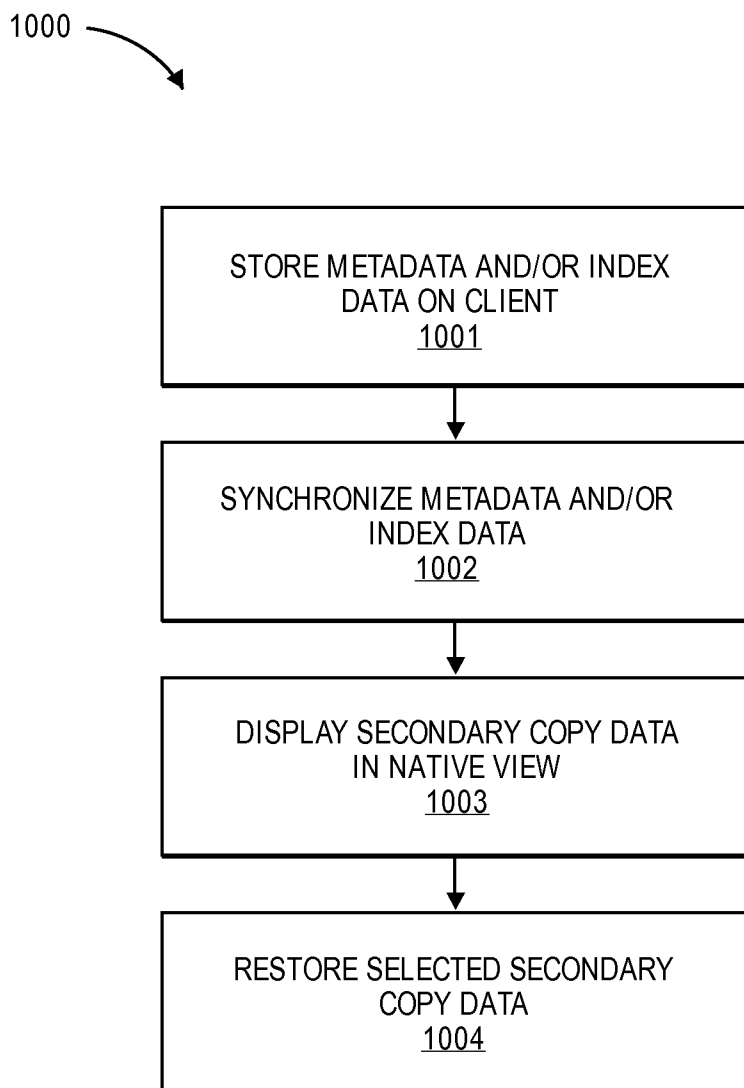 1000
STORE METADATA AND/OR INDEX
DATA ON CLIENT
1001
SYNCHRONIZE METADATA AND/OR
INDEX DATA
1002
DISPLAY SECONDARY COPY DATA
IN NATIVE VIEW
1003
RESTORE SELECTED SECONDARY
COPY DATA
1004